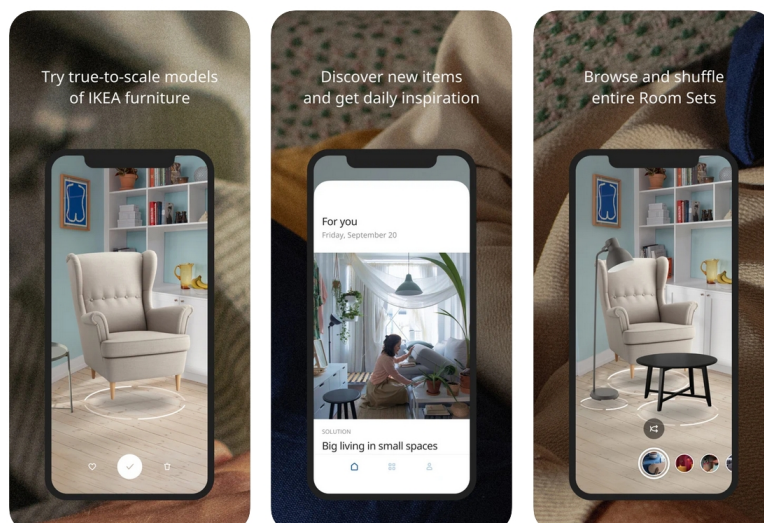 Try true-to-scale models
of IKEA furniture
Discover new items
and get daily inspiration
For you
Friday, September 20
SOLUTION
Big living in small spaces
Browse and shuffle
entire Room Sets